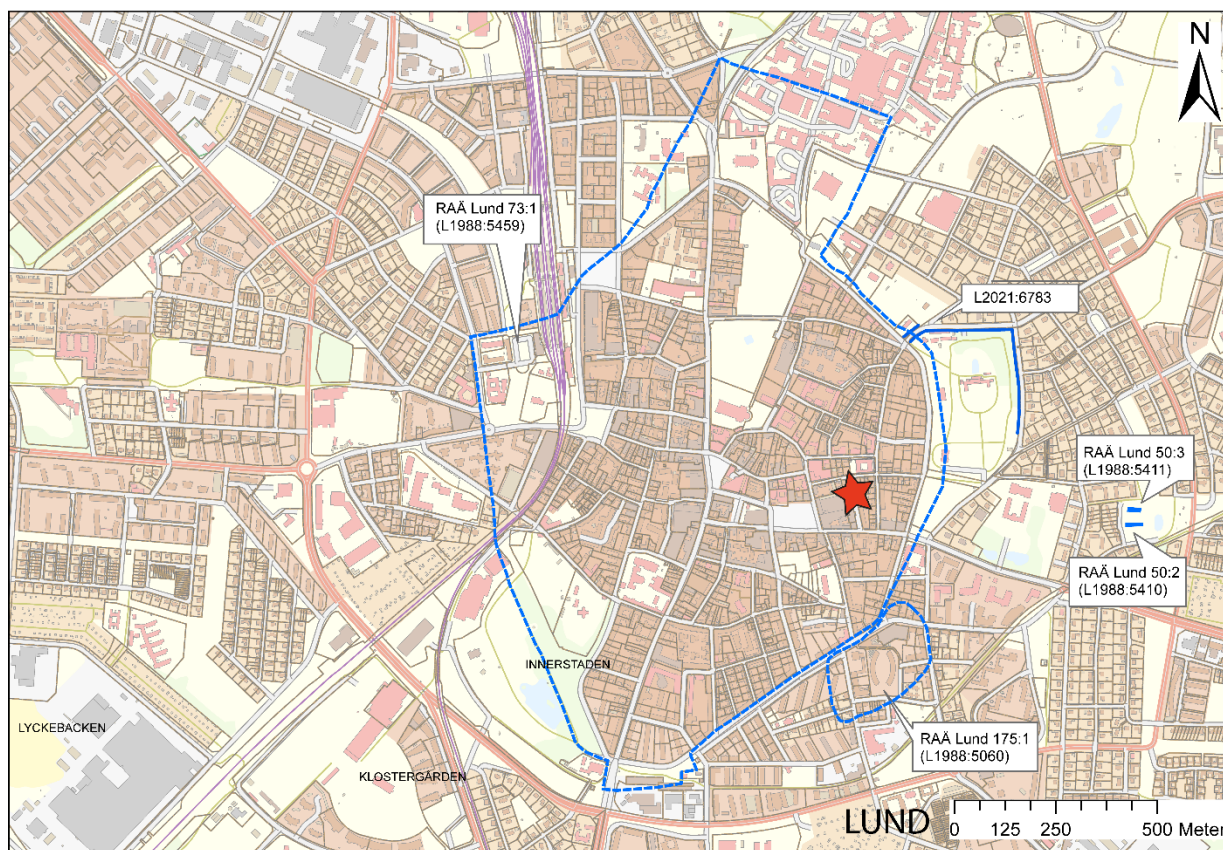 N
RAÄ Lund 73:1
(L1988:5459)
L2021:6783
RAÄ Lund 50:3
(L1988:5411)
RAÄ Lund 50:2
(L1988:5410)
INNERSTADEN
LYCKEBACKEN
RAÄ Lund 175:1
(L1988:5060)
KLOSTERGÅRDEN
LUND
0 125 250 500 Meter